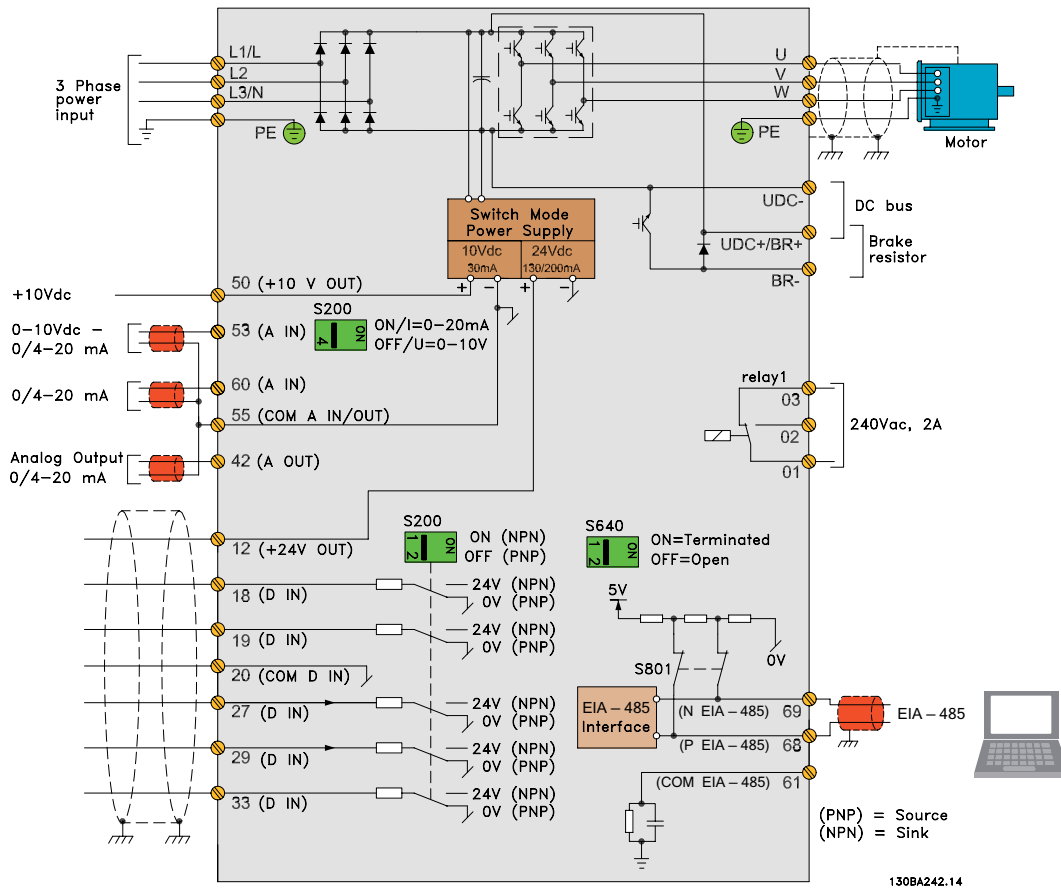 3 Phase
power
input
L1/L
L2
L3/N
PE
U
V
W
PE
Motor
UDC-
DC bus
UDC+/BR+
Brake
resistor
BR-
Switch Mode
Power Supply
10Vdc
30mA
24Vdc
130/200mA
+ - + -
+10Vdc
50 (+10 V OUT)
0-10Vdc -
0/4-20 mA
53 (A IN)
S200
4
ON
ON/I=0-20mA
OFF/U=0-10V
0/4-20 mA
60 (A IN)
55 (COM A IN/OUT)
Analog Output
0/4-20 mA
42 (A OUT)
relay1
03
02
01
240Vac, 2A
12 (+24V OUT)
S200
1 2
ON
ON (NPN)
OFF (PNP)
S640
1 2
ON
ON=Terminated
OFF=Open
18 (D IN)
24V (NPN)
0V (PNP)
19 (D IN)
24V (NPN)
0V (PNP)
20 (COM D IN)
27 (D IN)
24V (NPN)
0V (PNP)
29 (D IN)
24V (NPN)
0V (PNP)
33 (D IN)
24V (NPN)
0V (PNP)
5V
0V
S801
EIA-485
Interface
(N EIA-485) 69
(P EIA-485) 68
(COM EIA-485) 61
EIA-485
(PNP) = Source
(NPN) = Sink
130BA242.14